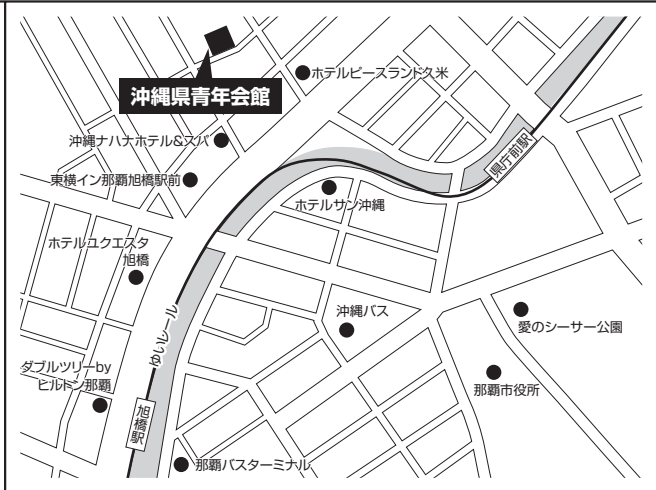 沖縄県青年会館
ホテルピースランド久米
沖縄ナハナホテル&スパ
東横イン那覇旭橋駅前
県庁前駅
ホテルサン沖縄
ホテルユクエスタ
旭橋
ゆいレール
沖縄バス
愛のシーサー公園
ダブルツリーby
ヒルトン那覇
那覇市役所
旭橋駅
那覇バスターミナル